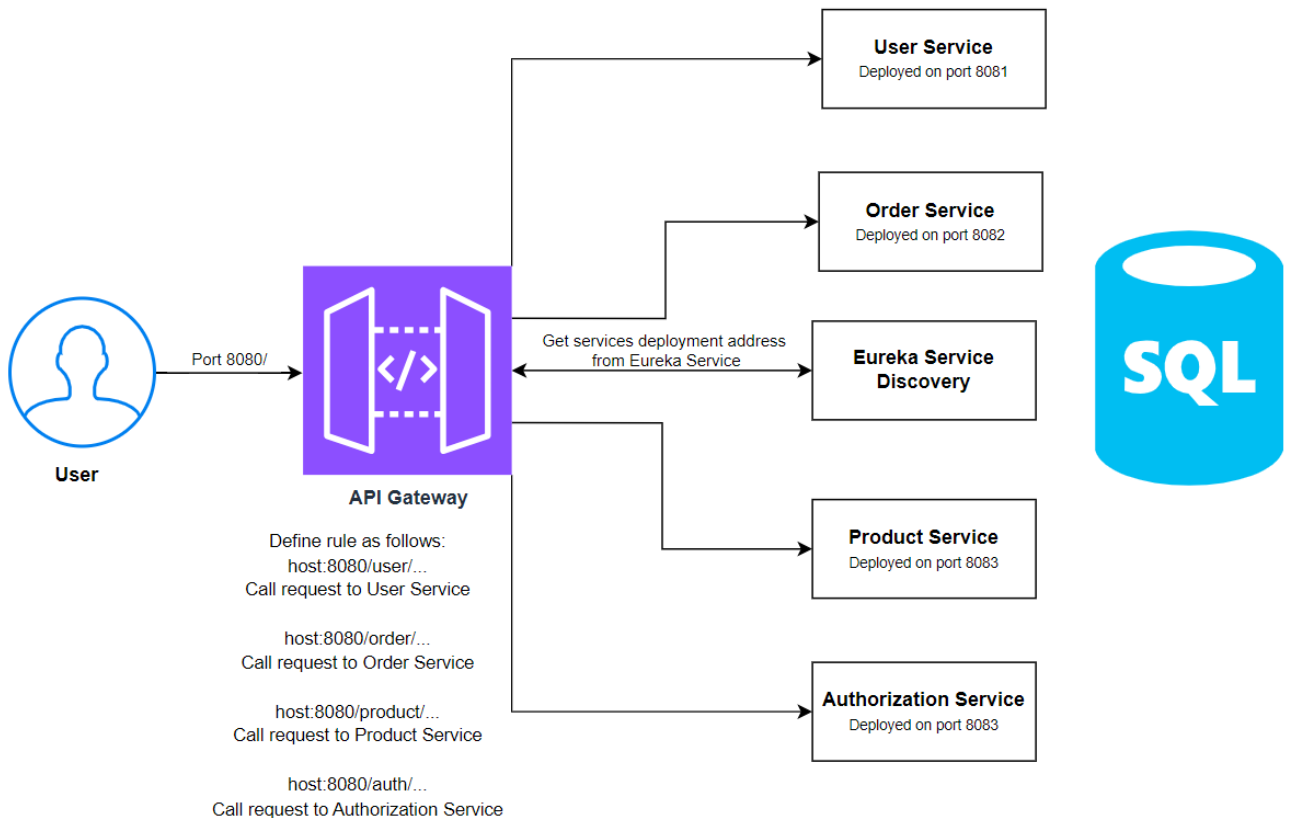 User Service
Deployed on port 8081
Order Service
Deployed on port 8082
Port 8080/
</>
Get services deployment address
from Eureka Service
Eureka Service
Discovery
SQL
User
API Gateway
Define rule as follows:
host:8080/user/...
Call request to User Service
host:8080/order/...
Call request to Order Service
host:8080/product/...
Call request to Product Service
host:8080/auth/...
Call request to Authorization Service
Product Service
Deployed on port 8083
Authorization Service
Deployed on port 8083